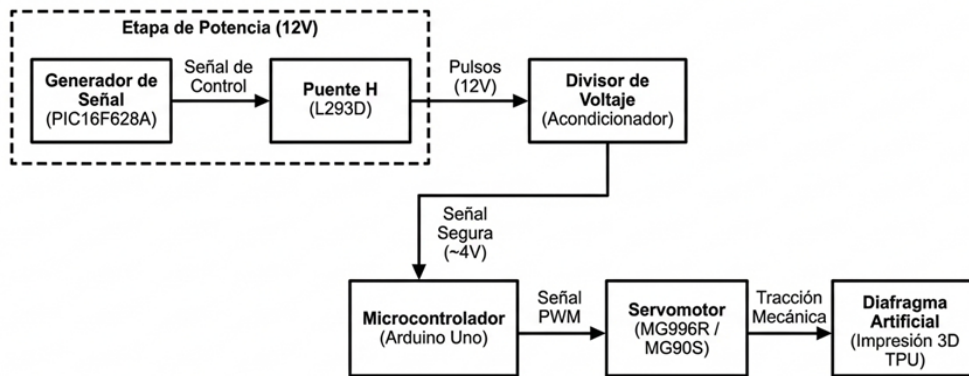 Etapa de Potencia (12V)
Generador de
Señal
(PIC16F628A)
Señal de
Control
Puente H
(L293D)
Pulsos
(12V)
Divisor de
Voltaje
(Acondicionador)
Señal
Segura
(~4V)
Microcontrolador
(Arduino Uno)
Señal
PWM
Servomotor
(MG996R /
MG90S)
Tracción
Mecánica
Diafragma
Artificial
(Impresión 3D
TPU)